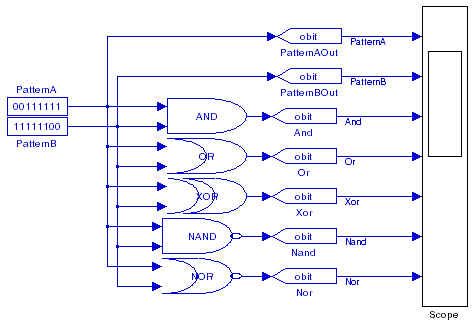 obit PatternA
PatternAOut
obit PatternB
PatternBOut
PatternA
00111111
11111100
PatternB
AND obit And
And
OR obit Or
Or
XOR obit Xor
Xor
NAND obit Nand
Nand
NOR obit Nor
Nor
Scope